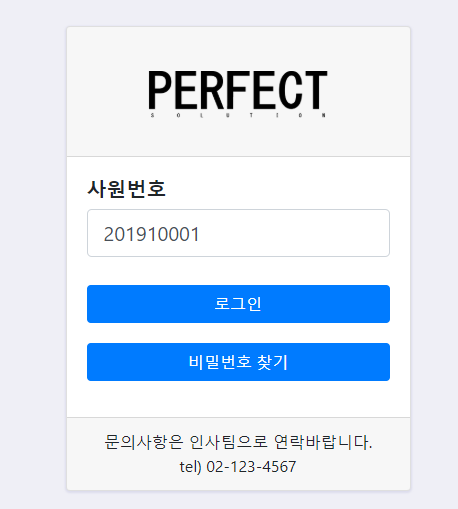 PERFECT
SOLUTION
사원번호
201910001
로그인
비밀번호 찾기
문의사항은 인사팀으로 연락바랍니다.
tel) 02-123-4567